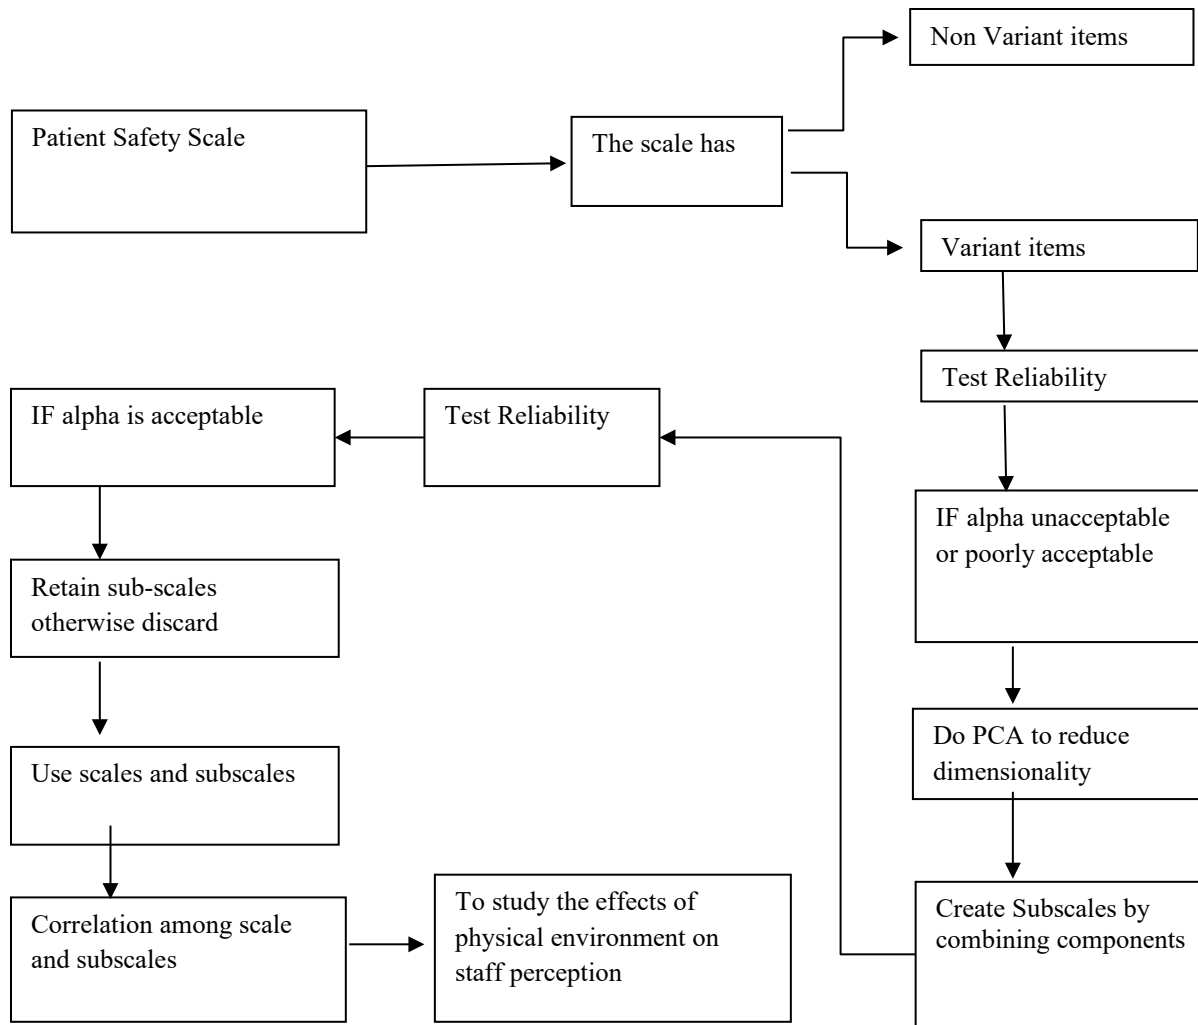 Non Variant items
Patient Safety Scale
The scale has
Variant items
Test Reliability
IF alpha is acceptable
Test Reliability
IF alpha unacceptable
or poorly acceptable
Retain sub-scales
otherwise discard
Do PCA to reduce
dimensionality
Use scales and subscales
Create Subscales by
combining components
To study the effects of
physical environment on
staff perception
Correlation among scale
and subscales